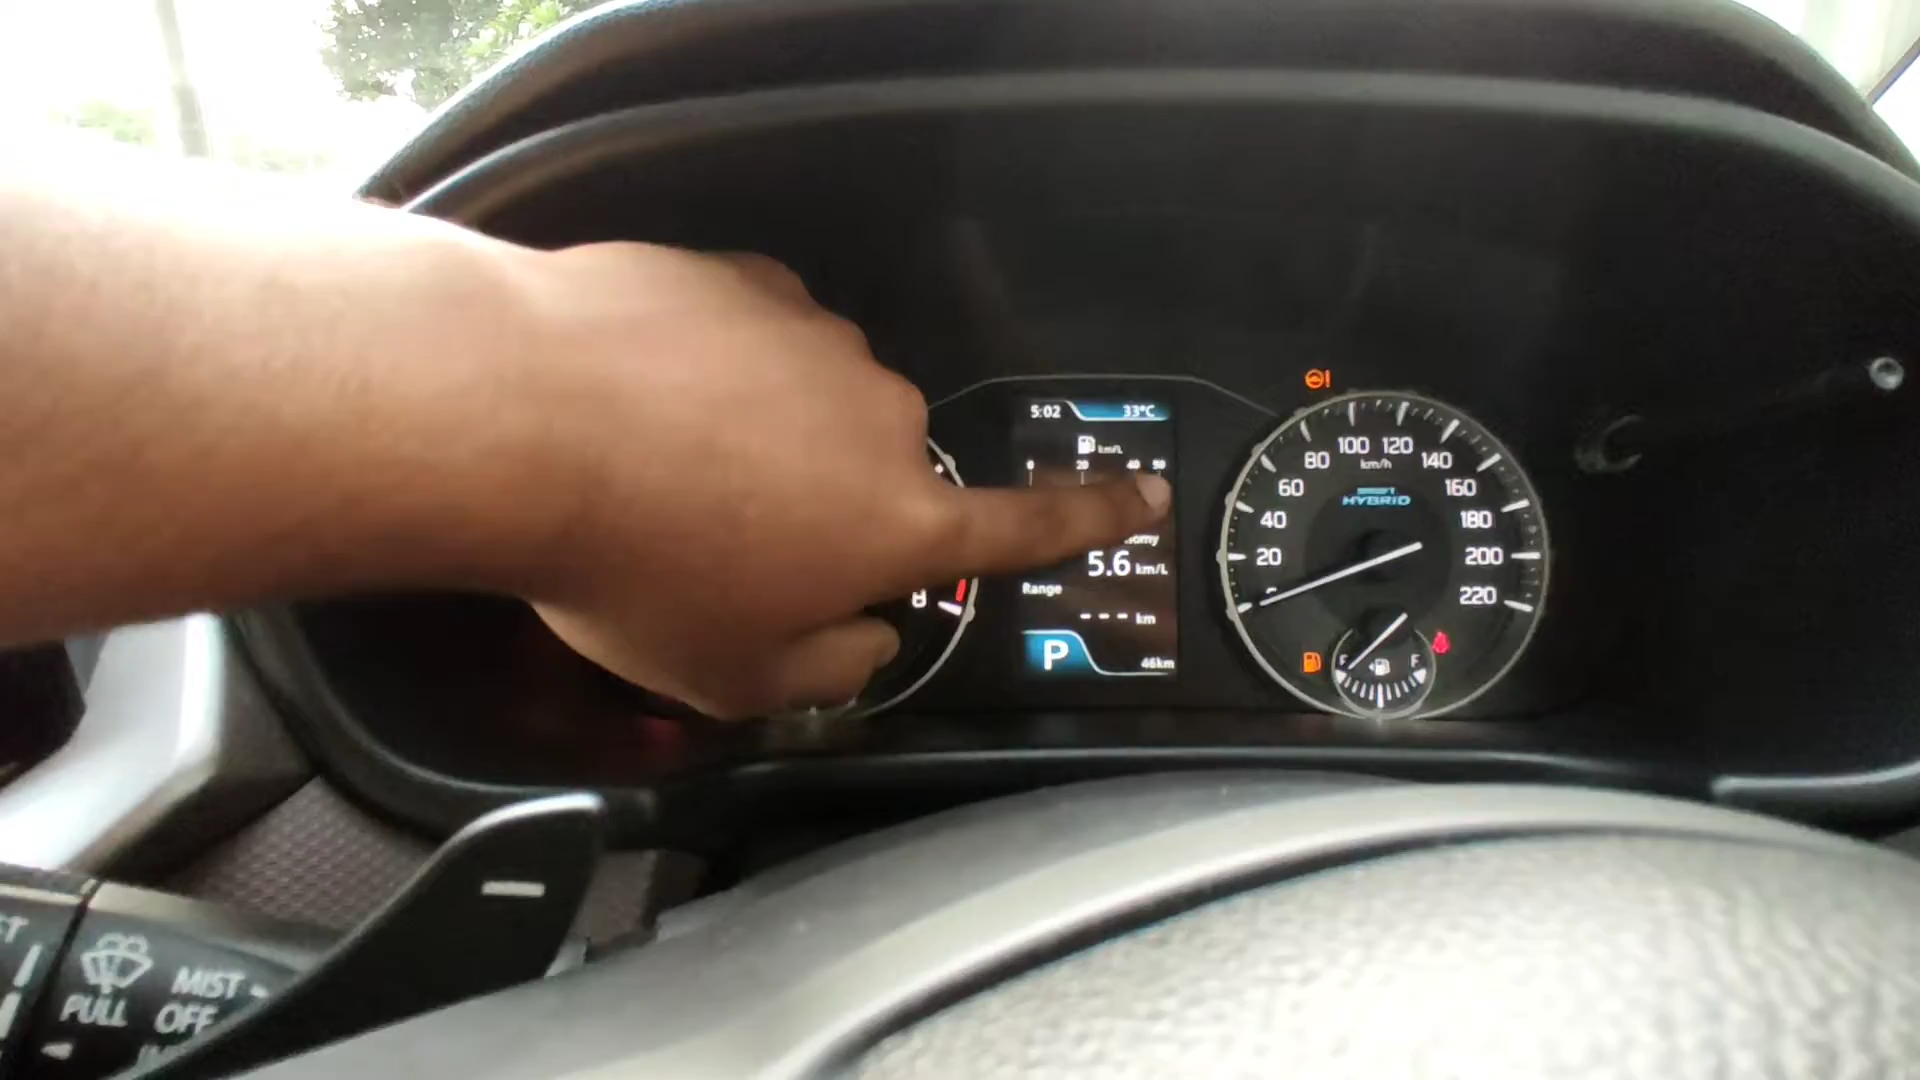 5:02 33°C
km/L
0 20 40 50
5.6 km/L
Range
--- km
P 46km
80 100 120 140
km/h
60 160
HYBRID
40 180
20 200
220
F F
MIST
PULL OFF